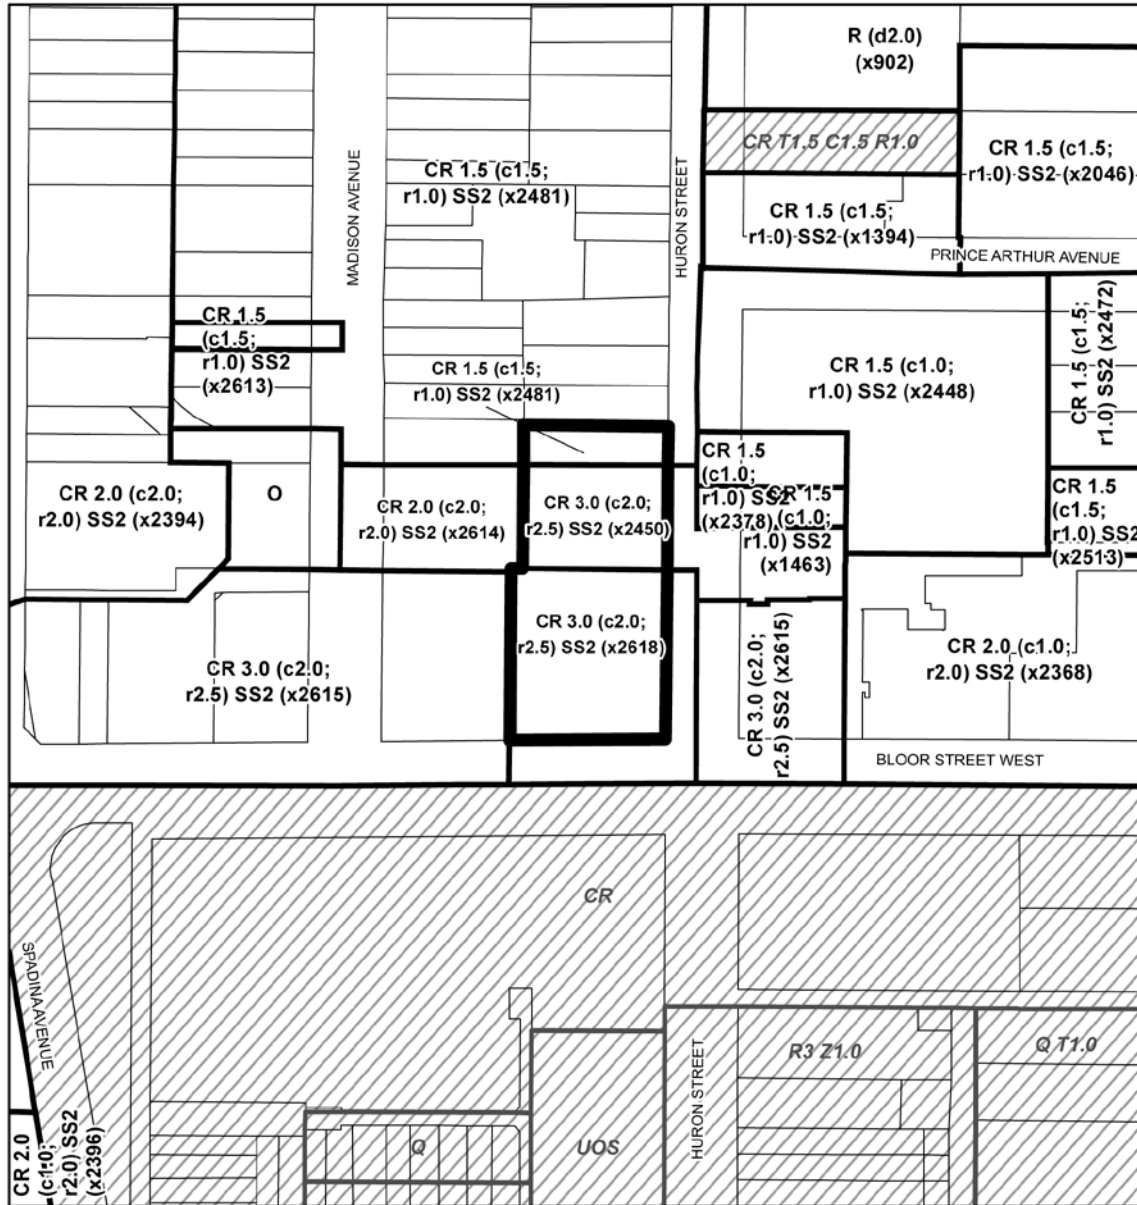 R (d2.0)
(x902)
CR T1.5 C1.5 R1.0
CR 1.5 (c1.5;
r1.0) SS2 (x2046)
CR 1.5 (c1.5;
r1.0) SS2 (x2481)
MADISON AVENUE
HURON STREET
CR 1.5 (c1.5;
r1.0) SS2 (x1394)
PRINCE ARTHUR AVENUE
CR 1.5
(c1.5;
r1.0) SS2
(x2613)
CR 1.5 (c1.5;
r1.0) SS2 (x2481)
CR 1.5 (c1.0;
r1.0) SS2 (x2448)
CR 1.5 (c1.5;
r1.0) SS2 (x2472)
CR 2.0 (c2.0;
r2.0) SS2 (x2394)
O
CR 2.0 (c2.0;
r2.0) SS2 (x2614)
CR 3.0 (c2.0;
r2.5) SS2 (x2450)
CR 1.5
(c1.0;
r1.0) SS2
(x2378)
CR 1.5
(c1.0;
r1.0) SS2
(x1463)
CR 1.5
(c1.5;
r1.0) SS2
(x2513)
CR 3.0 (c2.0;
r2.5) SS2 (x2615)
CR 3.0 (c2.0;
r2.5) SS2 (x2618)
CR 3.0 (c2.0;
r2.5) SS2 (x2615)
CR 2.0 (c1.0;
r2.0) SS2 (x2368)
BLOOR STREET WEST
CR
SPADINA AVENUE
HURON STREET
R3 Z1.0
Q T1.0
CR 2.0
(c1.0;
r2.0) SS2
(x2396)
Q
UOS